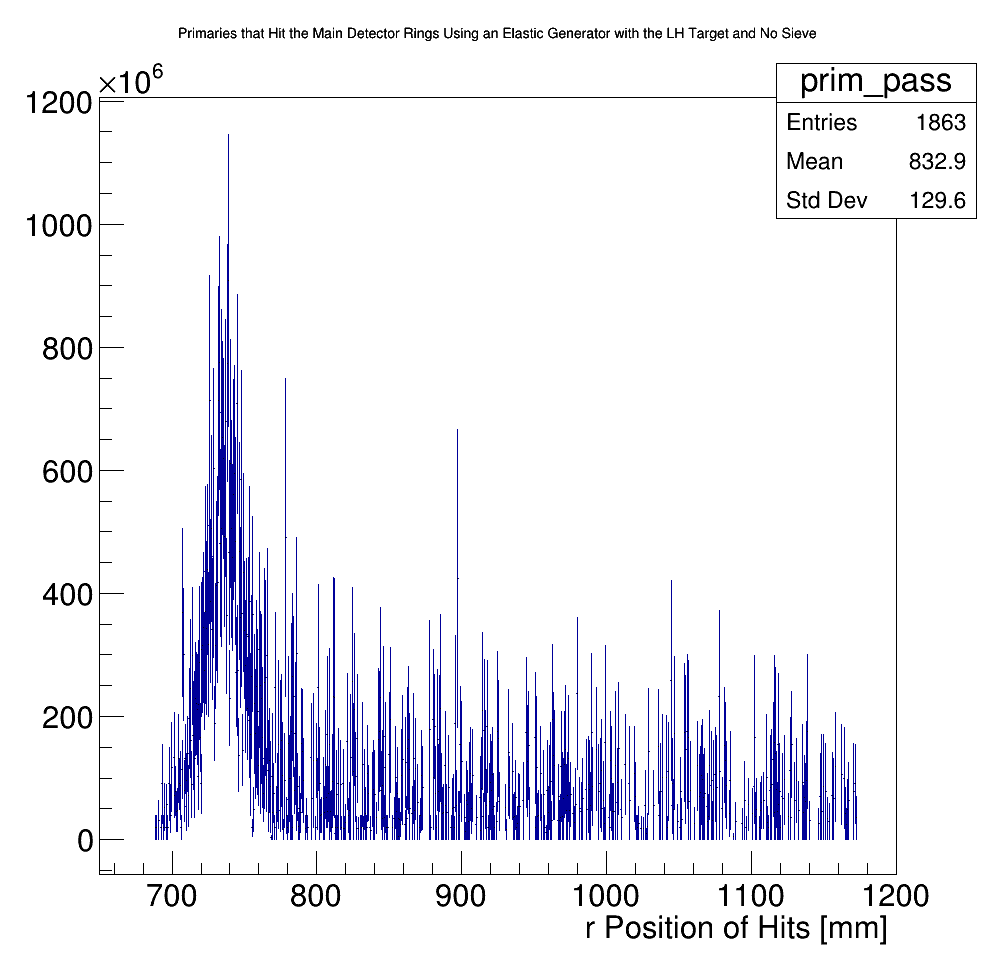 Primaries that Hit the Main Detector Rings Using an Elastic Generator with the LH Target and No Sieve
×10⁶
prim_pass
Entries 1863
Mean 832.9
Std Dev 129.6
1200
1000
800
600
400
200
0
700 800 900 1000 1100 1200
r Position of Hits [mm]